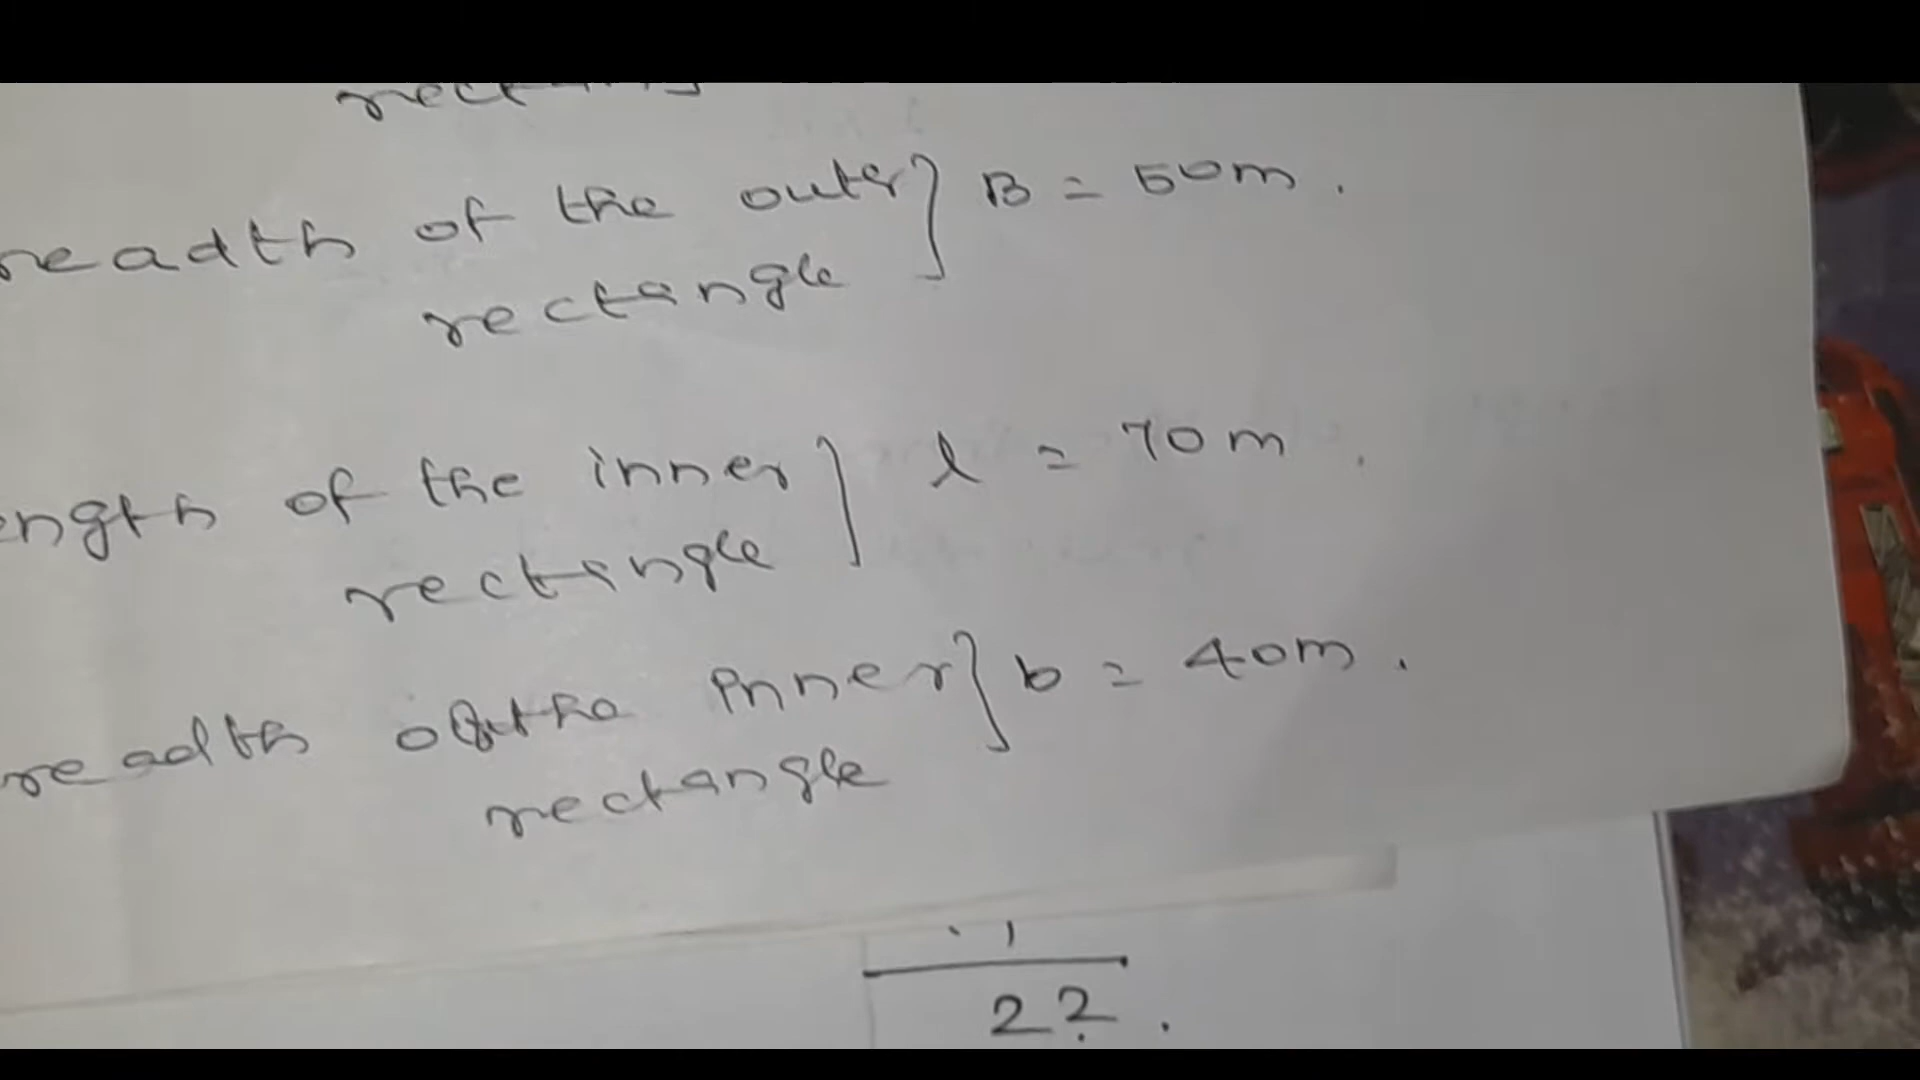 readth of the outer } B = 50m.
rectangle
ength of the inner } l = 70m.
rectangle
readth of the inner } b = 40m.
rectangle
22.